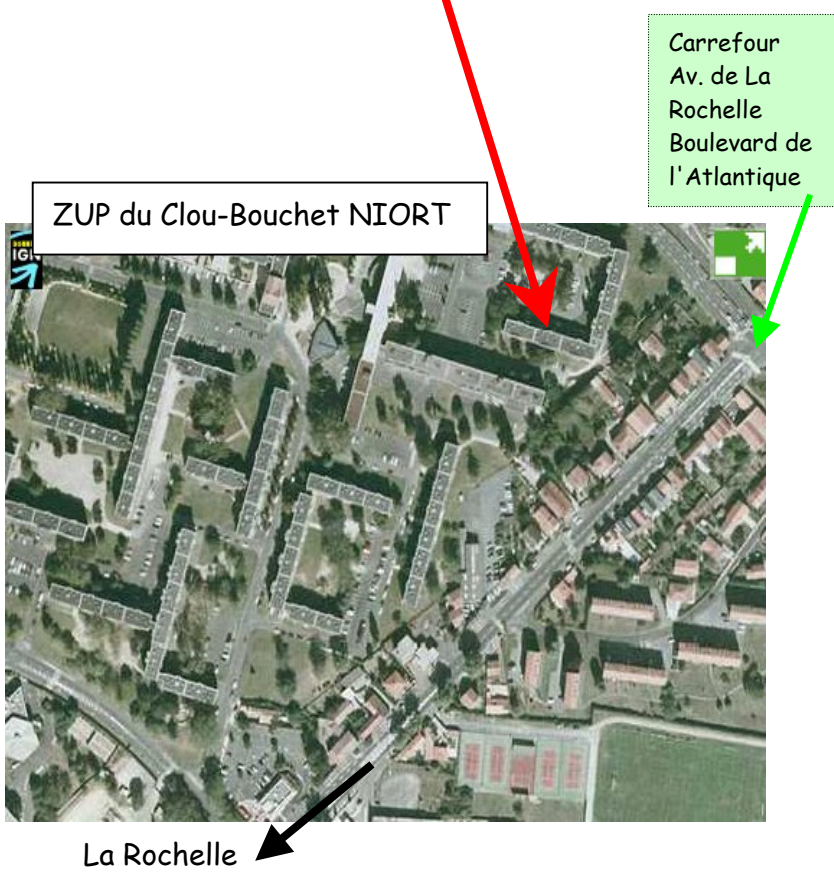 Carrefour
Av. de La
Rochelle
Boulevard de
l'Atlantique
ZUP du Clou-Bouchet NIORT
IGN
La Rochelle